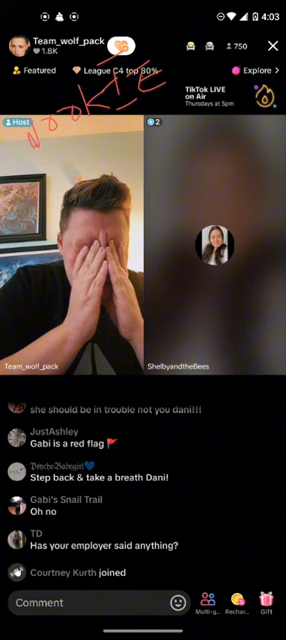 4:03
Team_wolf_pack
1.8K
750
Featured
League C4 top 80%
Explore >
TikTok LIVE
on Air
Thursdays at 5pm
NooKIE
Host
2
Team_wolf_pack
ShelbyandtheBees
she should be in trouble not you dani!!!
JustAshley
Gabi is a red flag 🚩
PsychoBabygirl💙
Step back & take a breath Dani!
Gabi's Snail Trail
Oh no
TD
Has your employer said anything?
Courtney Kurth joined
Comment
Multi-g...
Rechar...
Gift